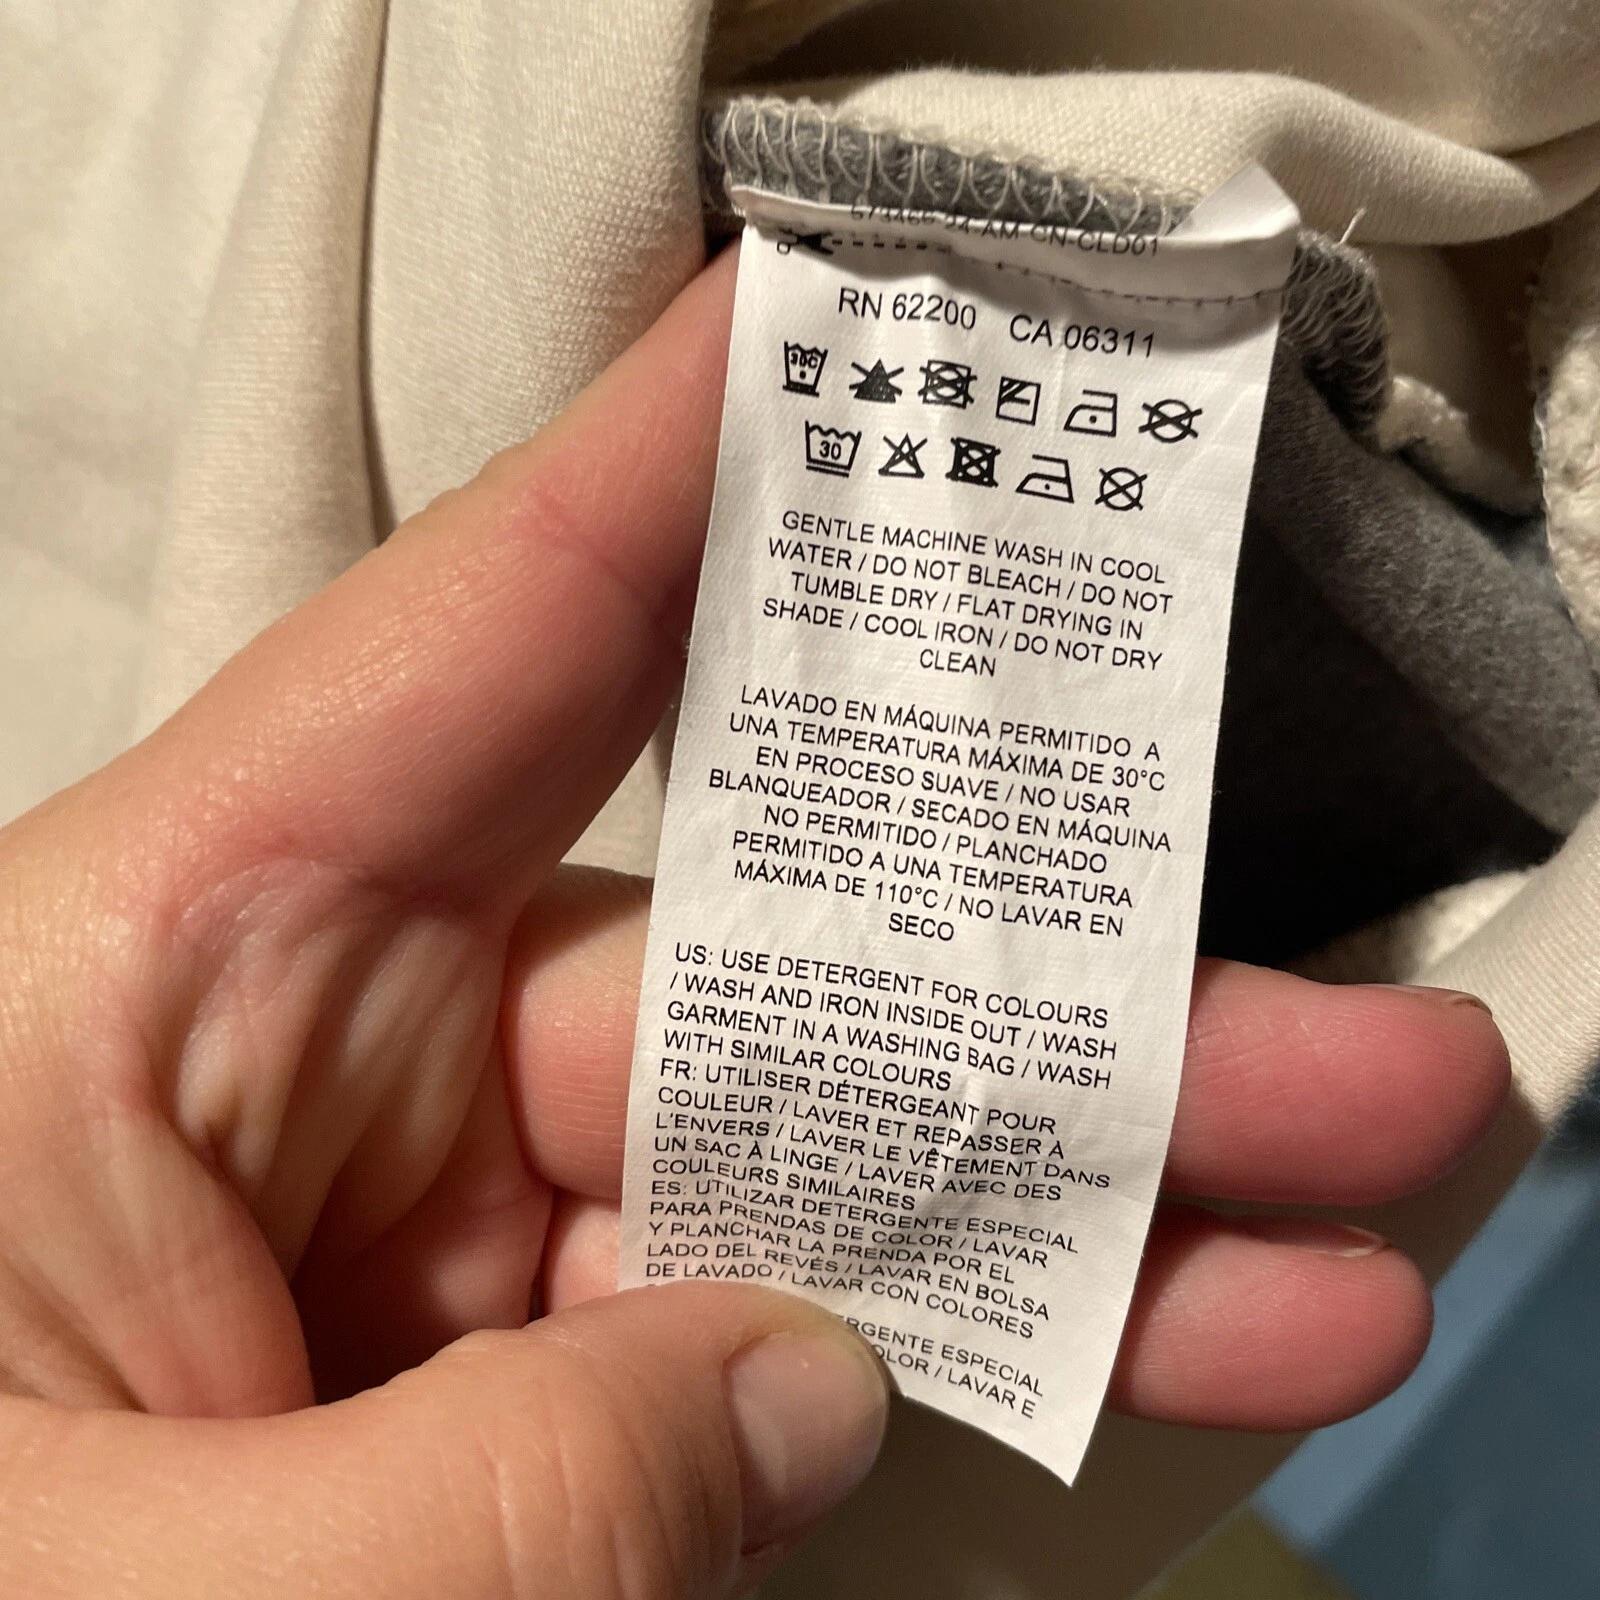 AM CN-CLD01
RN 62200 CA 06311
30C
30
GENTLE MACHINE WASH IN COOL
WATER / DO NOT BLEACH / DO NOT
TUMBLE DRY / FLAT DRYING IN
SHADE / COOL IRON / DO NOT DRY
CLEAN
LAVADO EN MÁQUINA PERMITIDO A
UNA TEMPERATURA MÁXIMA DE 30°C
EN PROCESO SUAVE / NO USAR
BLANQUEADOR / SECADO EN MÁQUINA
NO PERMITIDO / PLANCHADO
PERMITIDO A UNA TEMPERATURA
MÁXIMA DE 110°C / NO LAVAR EN
SECO
US: USE DETERGENT FOR COLOURS
/ WASH AND IRON INSIDE OUT / WASH
GARMENT IN A WASHING BAG / WASH
WITH SIMILAR COLOURS
FR: UTILISER DÉTERGEANT POUR
COULEUR / LAVER ET REPASSER À
L'ENVERS / LAVER LE VÊTEMENT DANS
UN SAC À LINGE / LAVER AVEC DES
COULEURS SIMILAIRES
ES: UTILIZAR DETERGENTE ESPECIAL
PARA PRENDAS DE COLOR / LAVAR
Y PLANCHAR LA PRENDA POR EL
LADO DEL REVÉS / LAVAR EN BOLSA
DE LAVADO / LAVAR CON COLORES
ERGENTE ESPECIAL
OLOR / LAVAR E